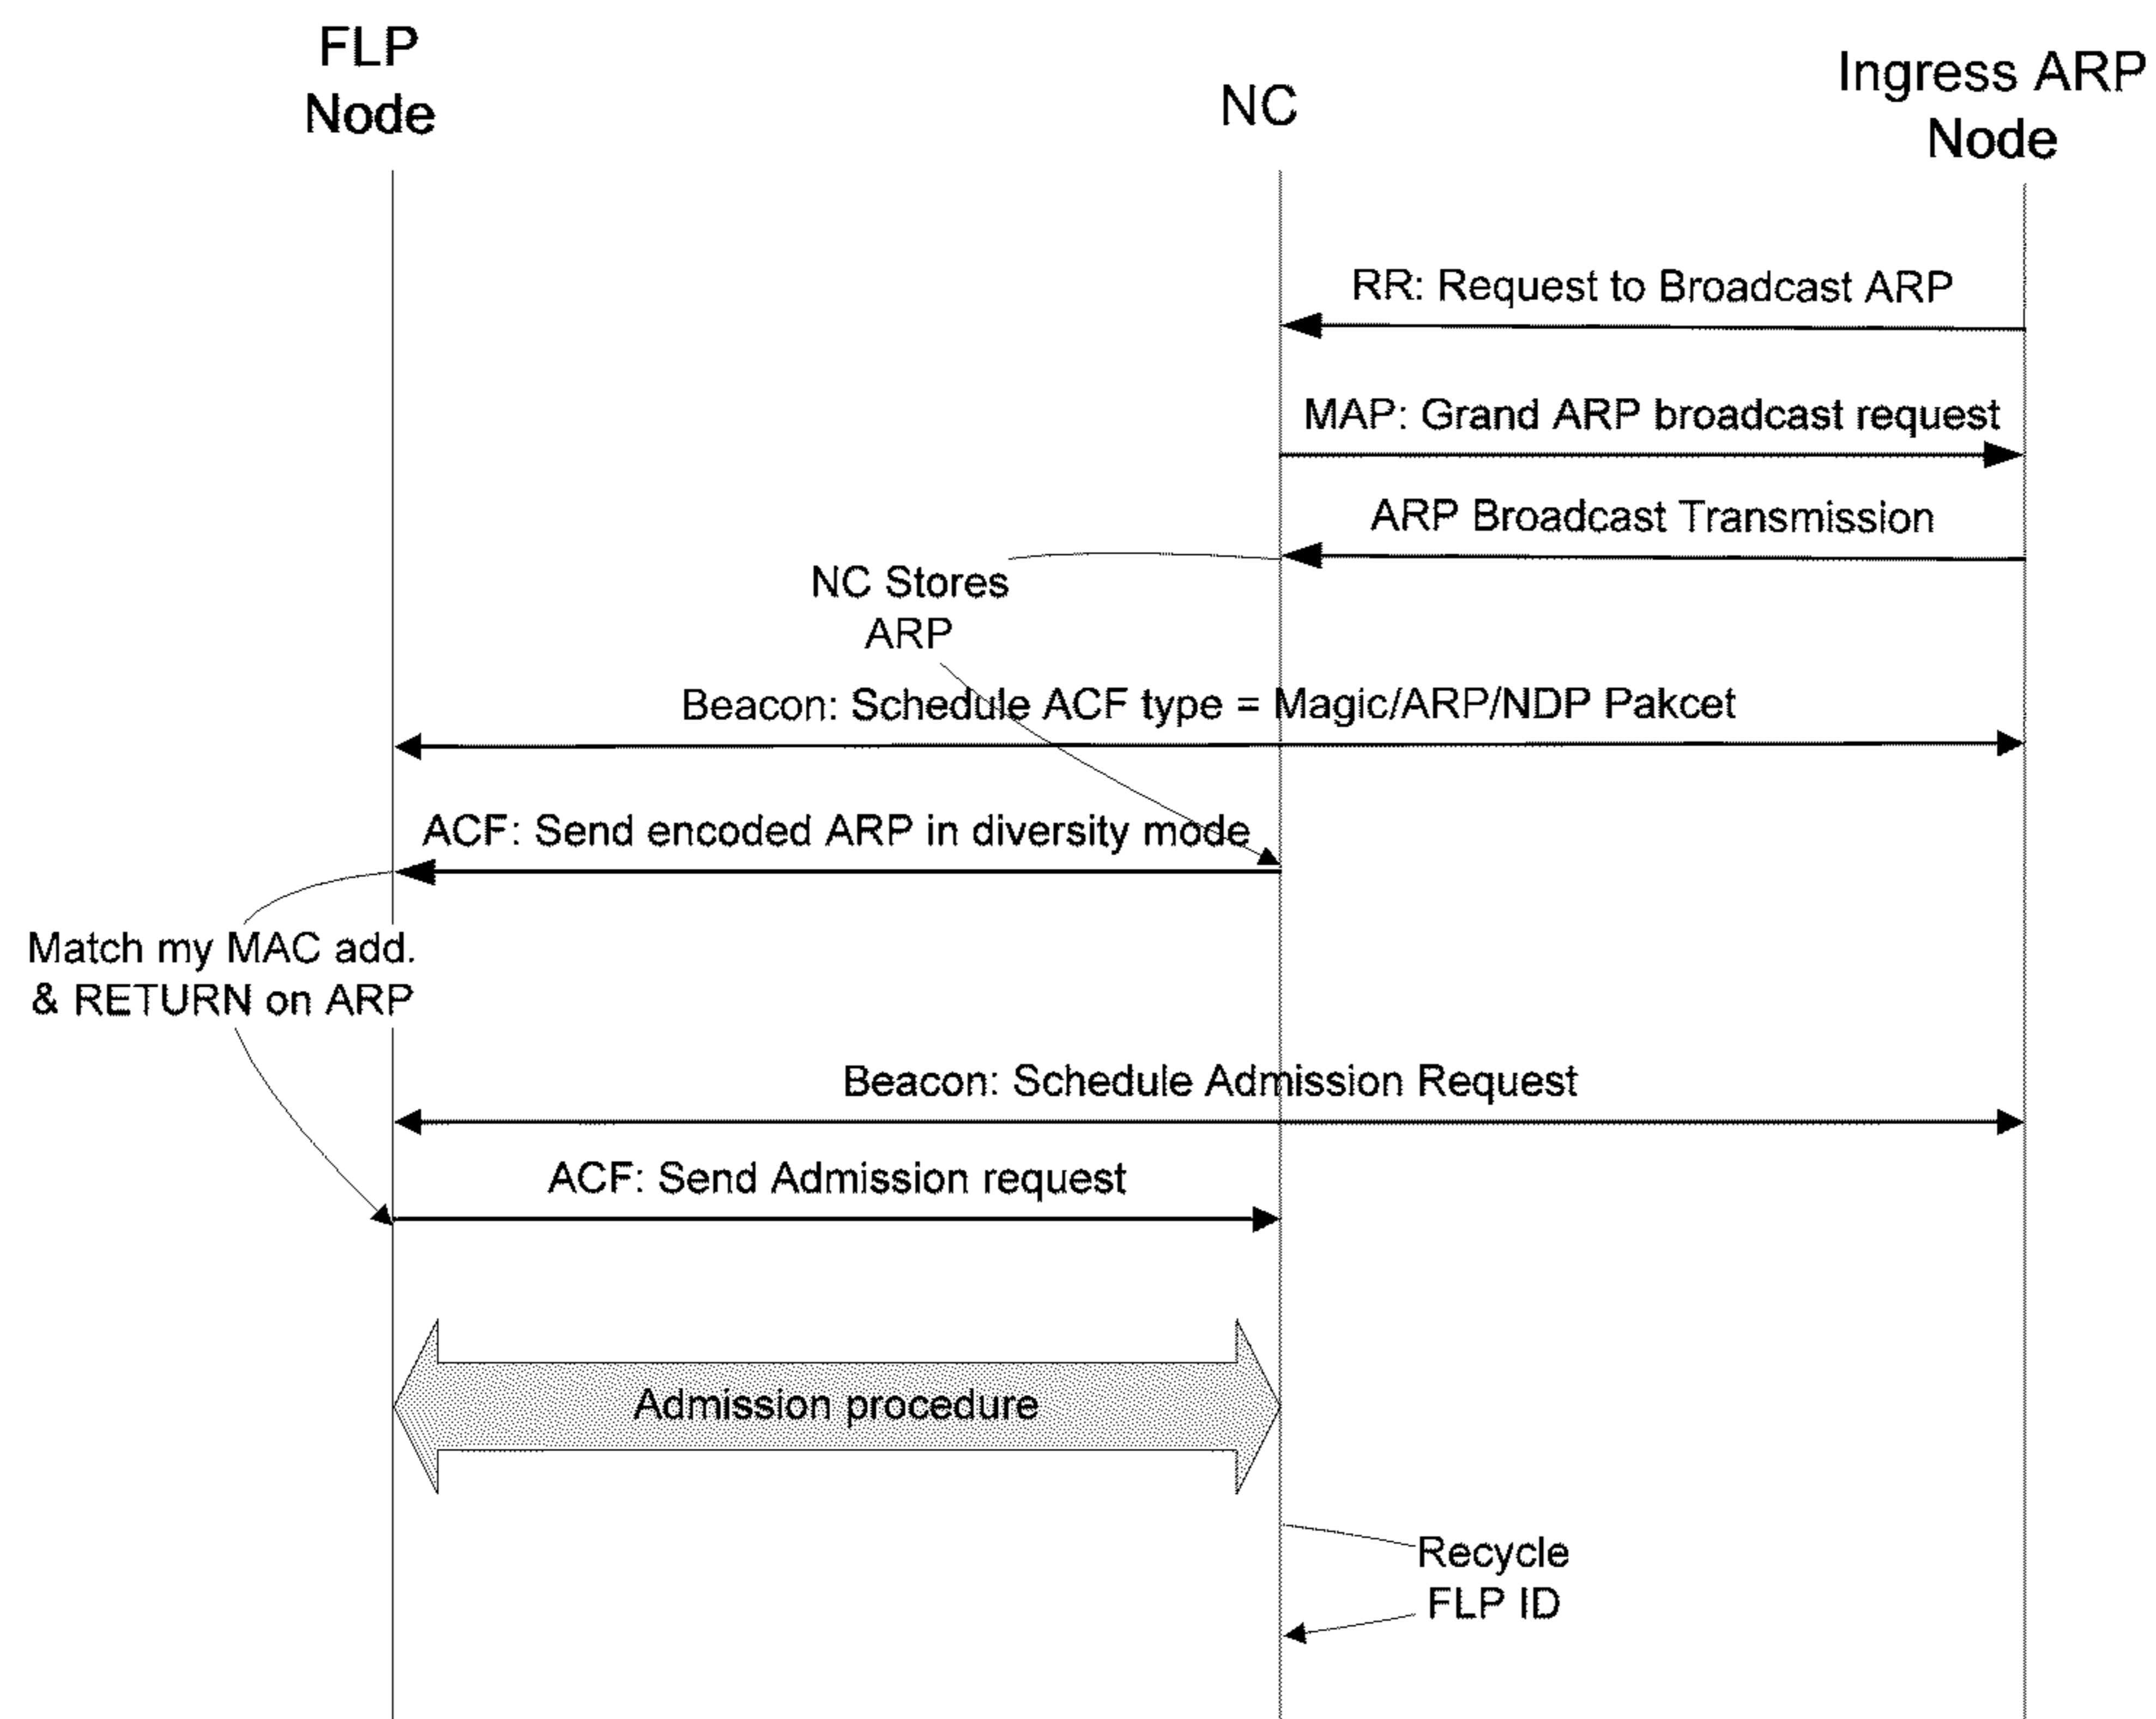 FLP
Node
NC
Ingress ARP
Node
RR: Request to Broadcast ARP
MAP: Grand ARP broadcast request
ARP Broadcast Transmission
NC Stores
ARP
Beacon: Schedule ACF type = Magic/ARP/NDP Pakcet
ACF: Send encoded ARP in diversity mode
Match my MAC add.
& RETURN on ARP
Beacon: Schedule Admission Request
ACF: Send Admission request
Admission procedure
Recycle
FLP ID